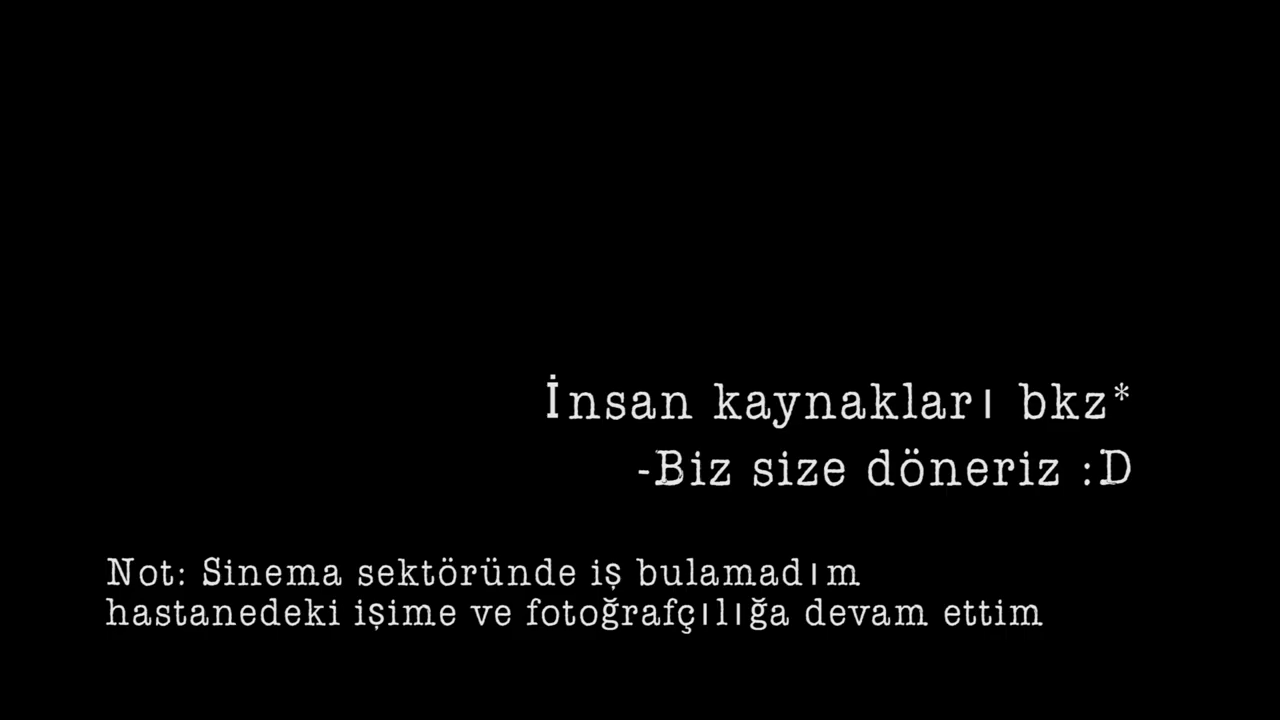 İnsan kaynakları bkz*
-Biz size döneriz :D
Not: Sinema sektöründe iş bulamadım
hastanedeki işime ve fotoğrafçılığa devam ettim